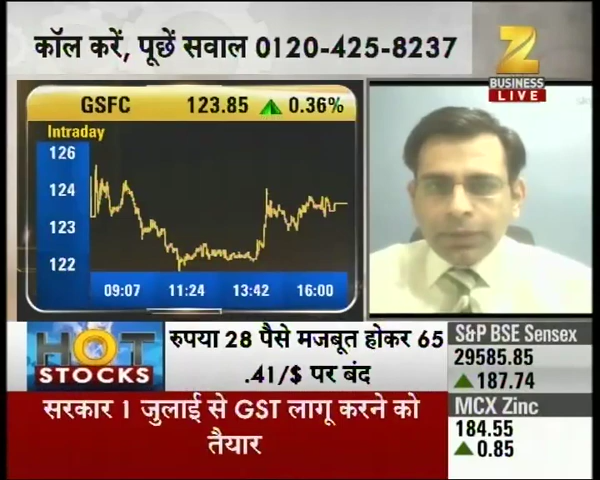 कॉल करें, पूछें सवाल 0120-425-8237
Z
BUSINESS
LIVE
GSFC 123.85 0.36%
Intraday
126
124
123
122
09:07 11:24 13:42 16:00
HOT
STOCKS
रुपया 28 पैसे मजबूत होकर 65
.41/$ पर बंद
सरकार 1 जुलाई से GST लागू करने को
तैयार
S&P BSE Sensex
29585.85
187.74
MCX Zinc
184.55
0.85